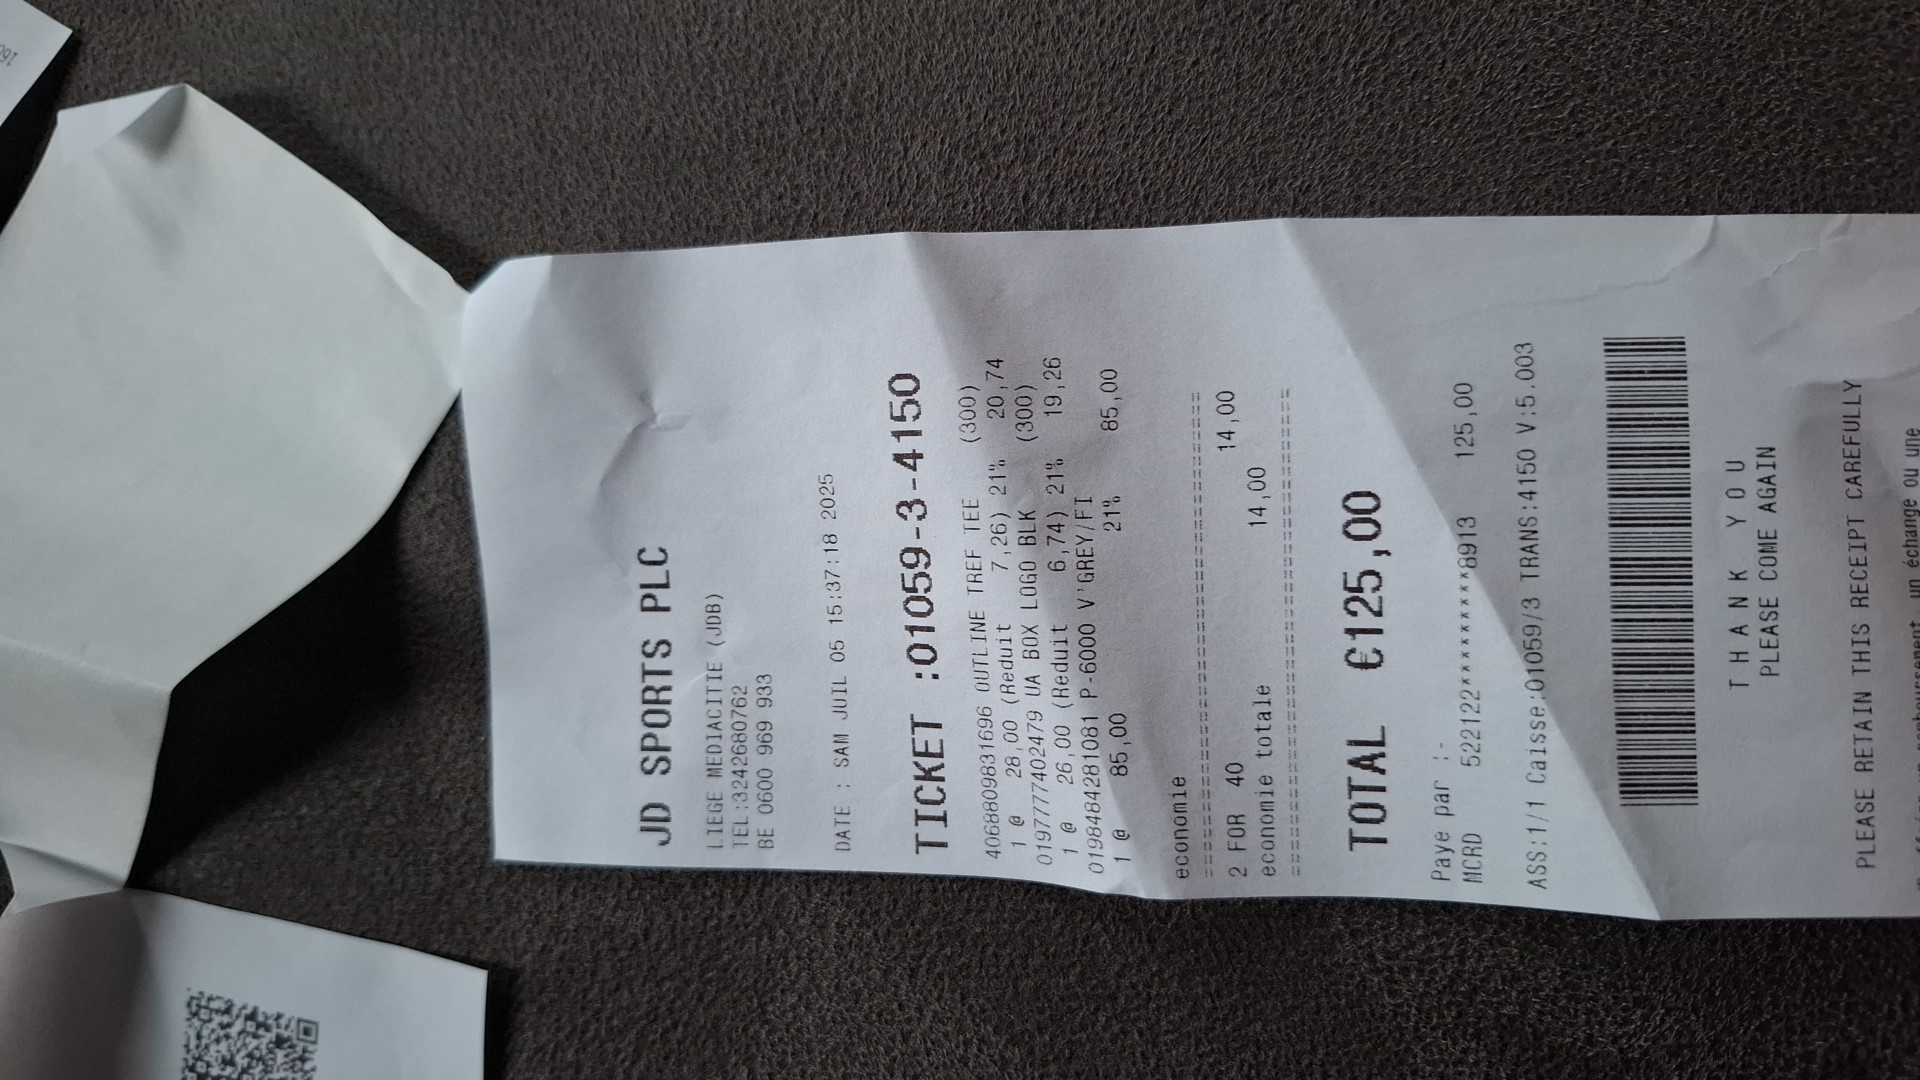 JD SPORTS PLC
LIEGE MEDIACITIE (JDB)
TEL:3242680762
BE 0600 969 933
DATE : SAM JUIL 05 15:37:18 2025
TICKET :01059-3-4150
4068809831696 OUTLINE TREF TEE (300)
1 @ 28,00 (Reduit 7,26) 21% 20,74
0197777402479 UA BOX LOGO BLK (300)
1 @ 26,00 (Reduit 6,74) 21% 19,26
0198484281081 P-6000 V'GREY/FI
1 @ 85,00 21% 85,00
economie
==============================
2 FOR 40 14,00
economie totale 14,00
==============================
TOTAL €125,00
Paye par :-
MCRD 522122*********8913 125,00
ASS:1/1 Caisse:01059/3 TRANS:4150 V:5.003
T H A N K Y O U
PLEASE COME AGAIN
PLEASE RETAIN THIS RECEIPT CAREFULLY
un échange ou une